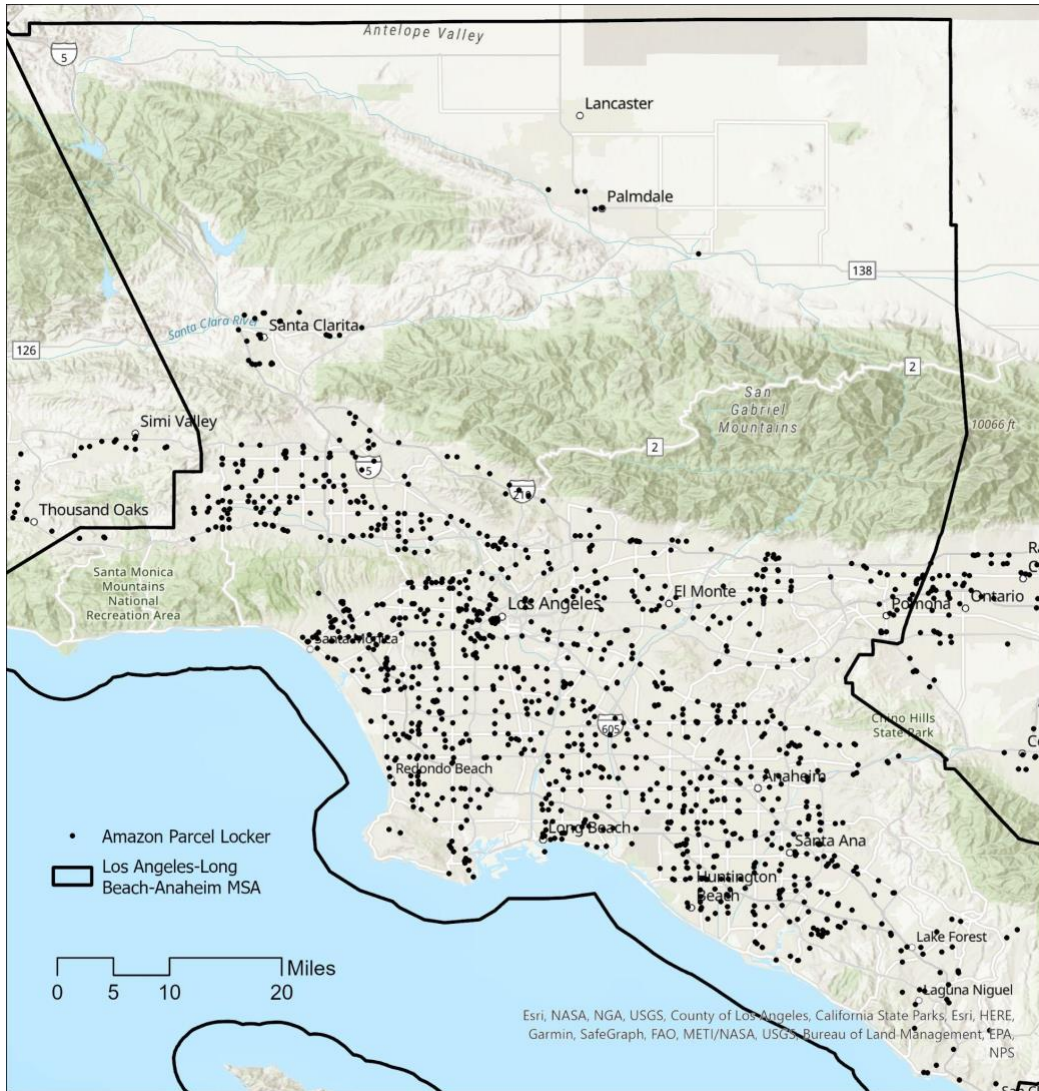 Antelope Valley
5
Lancaster
Palmdale
138
Santa Clara River
Santa Clarita
126
2
San
Gabriel
Mountains
2
10066 ft
Simi Valley
5
210
Thousand Oaks
Santa Monica
Mountains
National
Recreation Area
El Monte
Los Angeles
Pomona
Ontario
Santa Monica
Chino Hills
State Park
605
Redondo Beach
Anaheim
Long Beach
Santa Ana
Huntington
Beach
Lake Forest
Laguna Niguel
Amazon Parcel Locker
Los Angeles-Long
Beach-Anaheim MSA
Miles
0 5 10 20
Esri, NASA, NGA, USGS, County of Los Angeles, California State Parks, Esri, HERE,
Garmin, SafeGraph, FAO, METI/NASA, USGS, Bureau of Land Management, EPA,
NPS